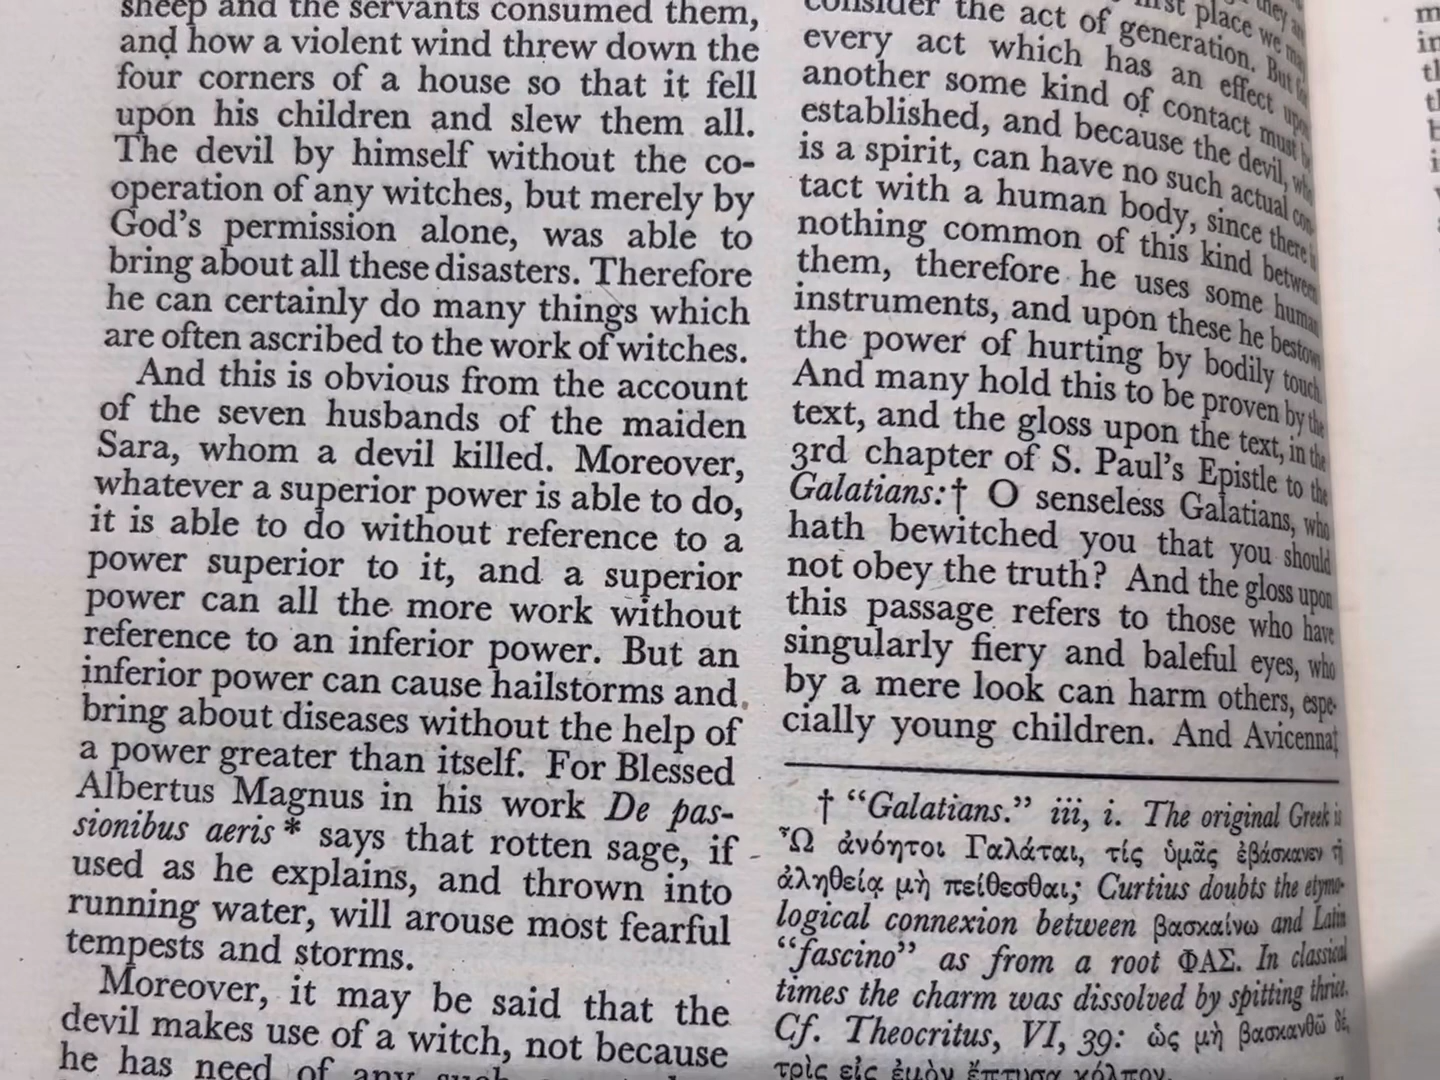 sheep and the servants consumed them,
and how a violent wind threw down the
four corners of a house so that it fell
upon his children and slew them all.
The devil by himself without the co-
operation of any witches, but merely by
God's permission alone, was able to
bring about all these disasters. Therefore
he can certainly do many things which
are often ascribed to the work of witches.
And this is obvious from the account
of the seven husbands of the maiden
Sara, whom a devil killed. Moreover,
whatever a superior power is able to do,
it is able to do without reference to a
power superior to it, and a superior
power can all the more work without
reference to an inferior power. But an
inferior power can cause hailstorms and
bring about diseases without the help of
a power greater than itself. For Blessed
Albertus Magnus in his work De pas-
sionibus aeris* says that rotten sage, if
used as he explains, and thrown into
running water, will arouse most fearful
tempests and storms.
Moreover, it may be said that the
devil makes use of a witch, not because
he has need of any such
they
first place we may
consider the act of generation. But for
every act which has an effect upon
another some kind of contact must be
established, and because the devil, who
is a spirit, can have no such actual con-
tact with a human body, since there is
nothing common of this kind between
them, therefore he uses some human
instruments, and upon these he bestows
the power of hurting by bodily touch.
And many hold this to be proven by the
text, and the gloss upon the text, in the
3rd chapter of S. Paul's Epistle to the
Galatians:† O senseless Galatians, who
hath bewitched you that you should
not obey the truth? And the gloss upon
this passage refers to those who have
singularly fiery and baleful eyes, who
by a mere look can harm others, espe-
cially young children. And Avicenna‡
† "Galatians." iii, i. The original Greek is
Ὦ ἀνόητοι Γαλάται, τίς ὑμᾶς ἐβάσκανεν τῇ
ἀληθείᾳ μὴ πείθεσθαι; Curtius doubts the etymo-
logical connexion between βασκαίνω and Latin
"fascino" as from a root ΦΑΣ. In classical
times the charm was dissolved by spitting thrice.
Cf. Theocritus, VI, 39: ὡς μὴ βασκανθῶ δέ,
τρὶς εἰς ἐμὸν ἔπτυσα κόλπον.